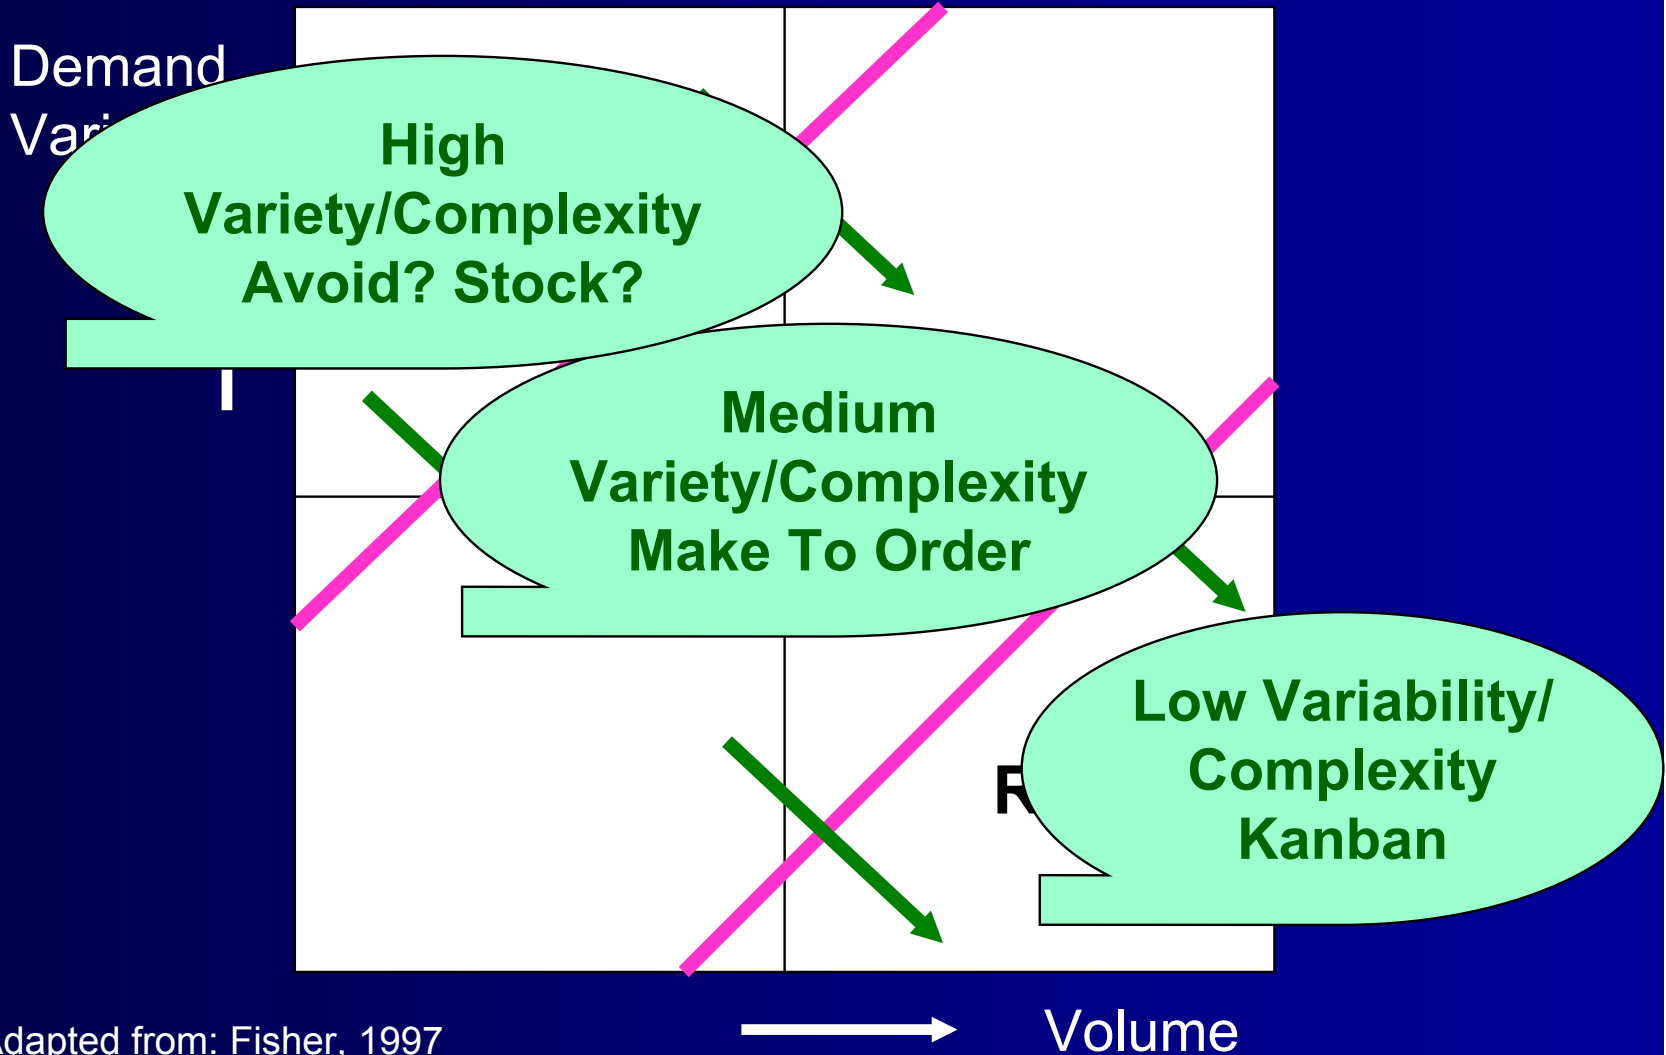 Demand
High
Variety/Complexity
Avoid? Stock?
Medium
Variety/Complexity
Make To Order
Low Variability/
Complexity
Kanban
Volume
Adapted from: Fisher, 1997